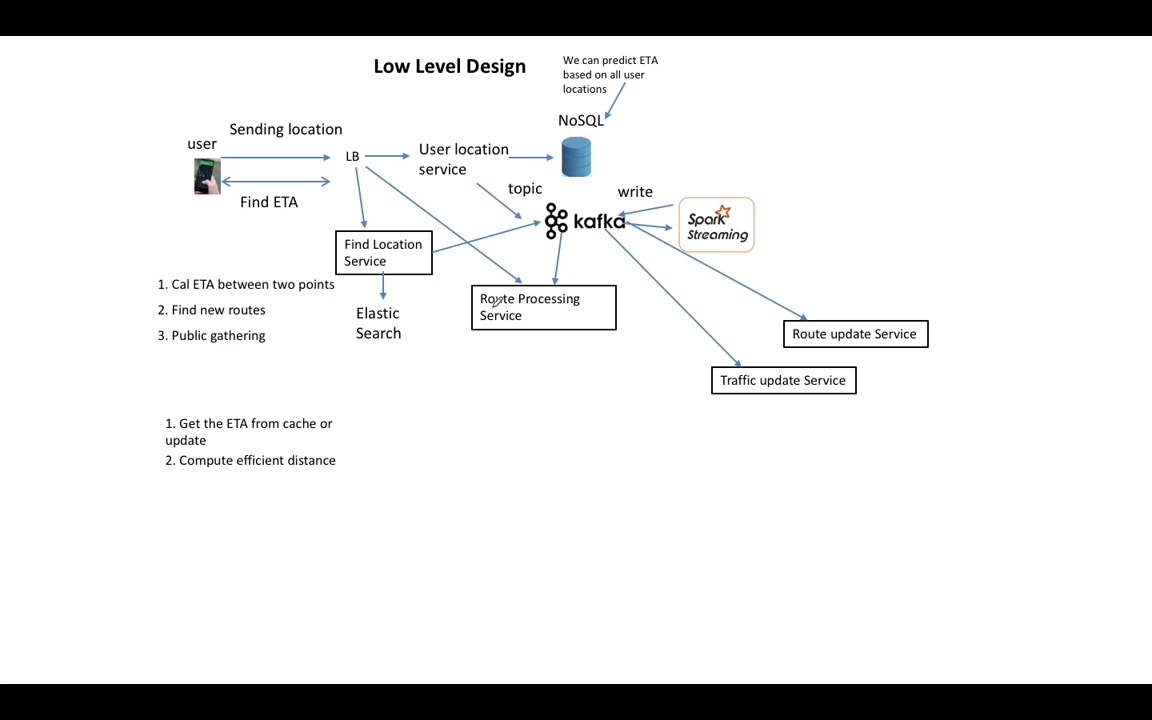 Low Level Design
We can predict ETA
based on all user
locations
NoSQL
Sending location
user
LB
User location
service
Find ETA
topic
write
kafka
Spark
Streaming
Find Location
Service
1. Cal ETA between two points
2. Find new routes
3. Public gathering
Elastic
Search
Route Processing
Service
Route update Service
Traffic update Service
1. Get the ETA from cache or
update
2. Compute efficient distance